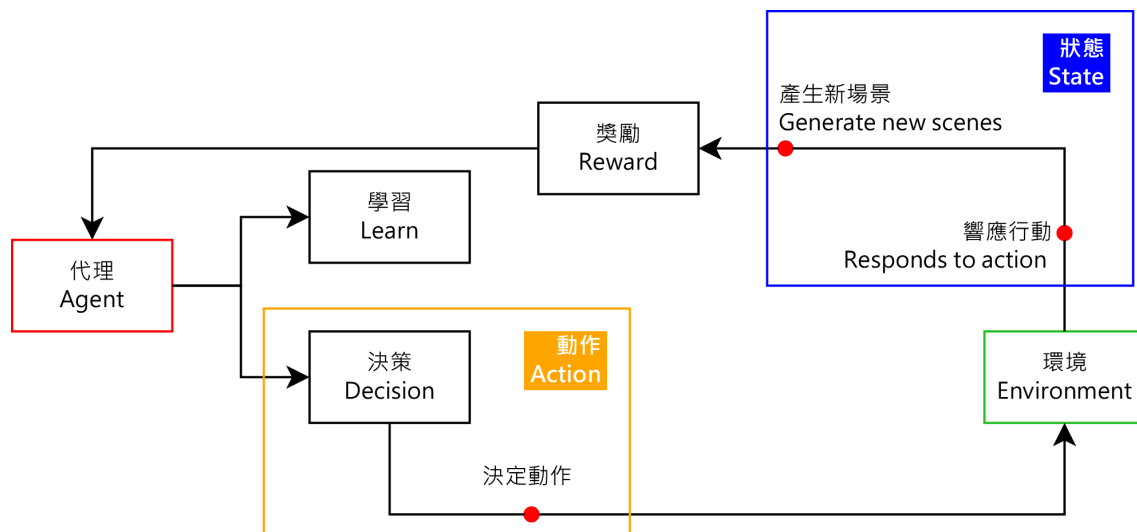 狀態
State
產生新場景
Generate new scenes
獎勵
Reward
學習
Learn
響應行動
Responds to action
代理
Agent
動作
Action
決策
Decision
環境
Environment
決定動作